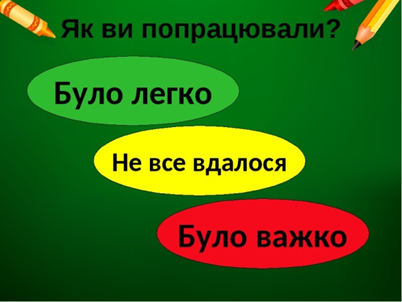 Як ви попрацювали?
Було легко
Не все вдалося
Було важко